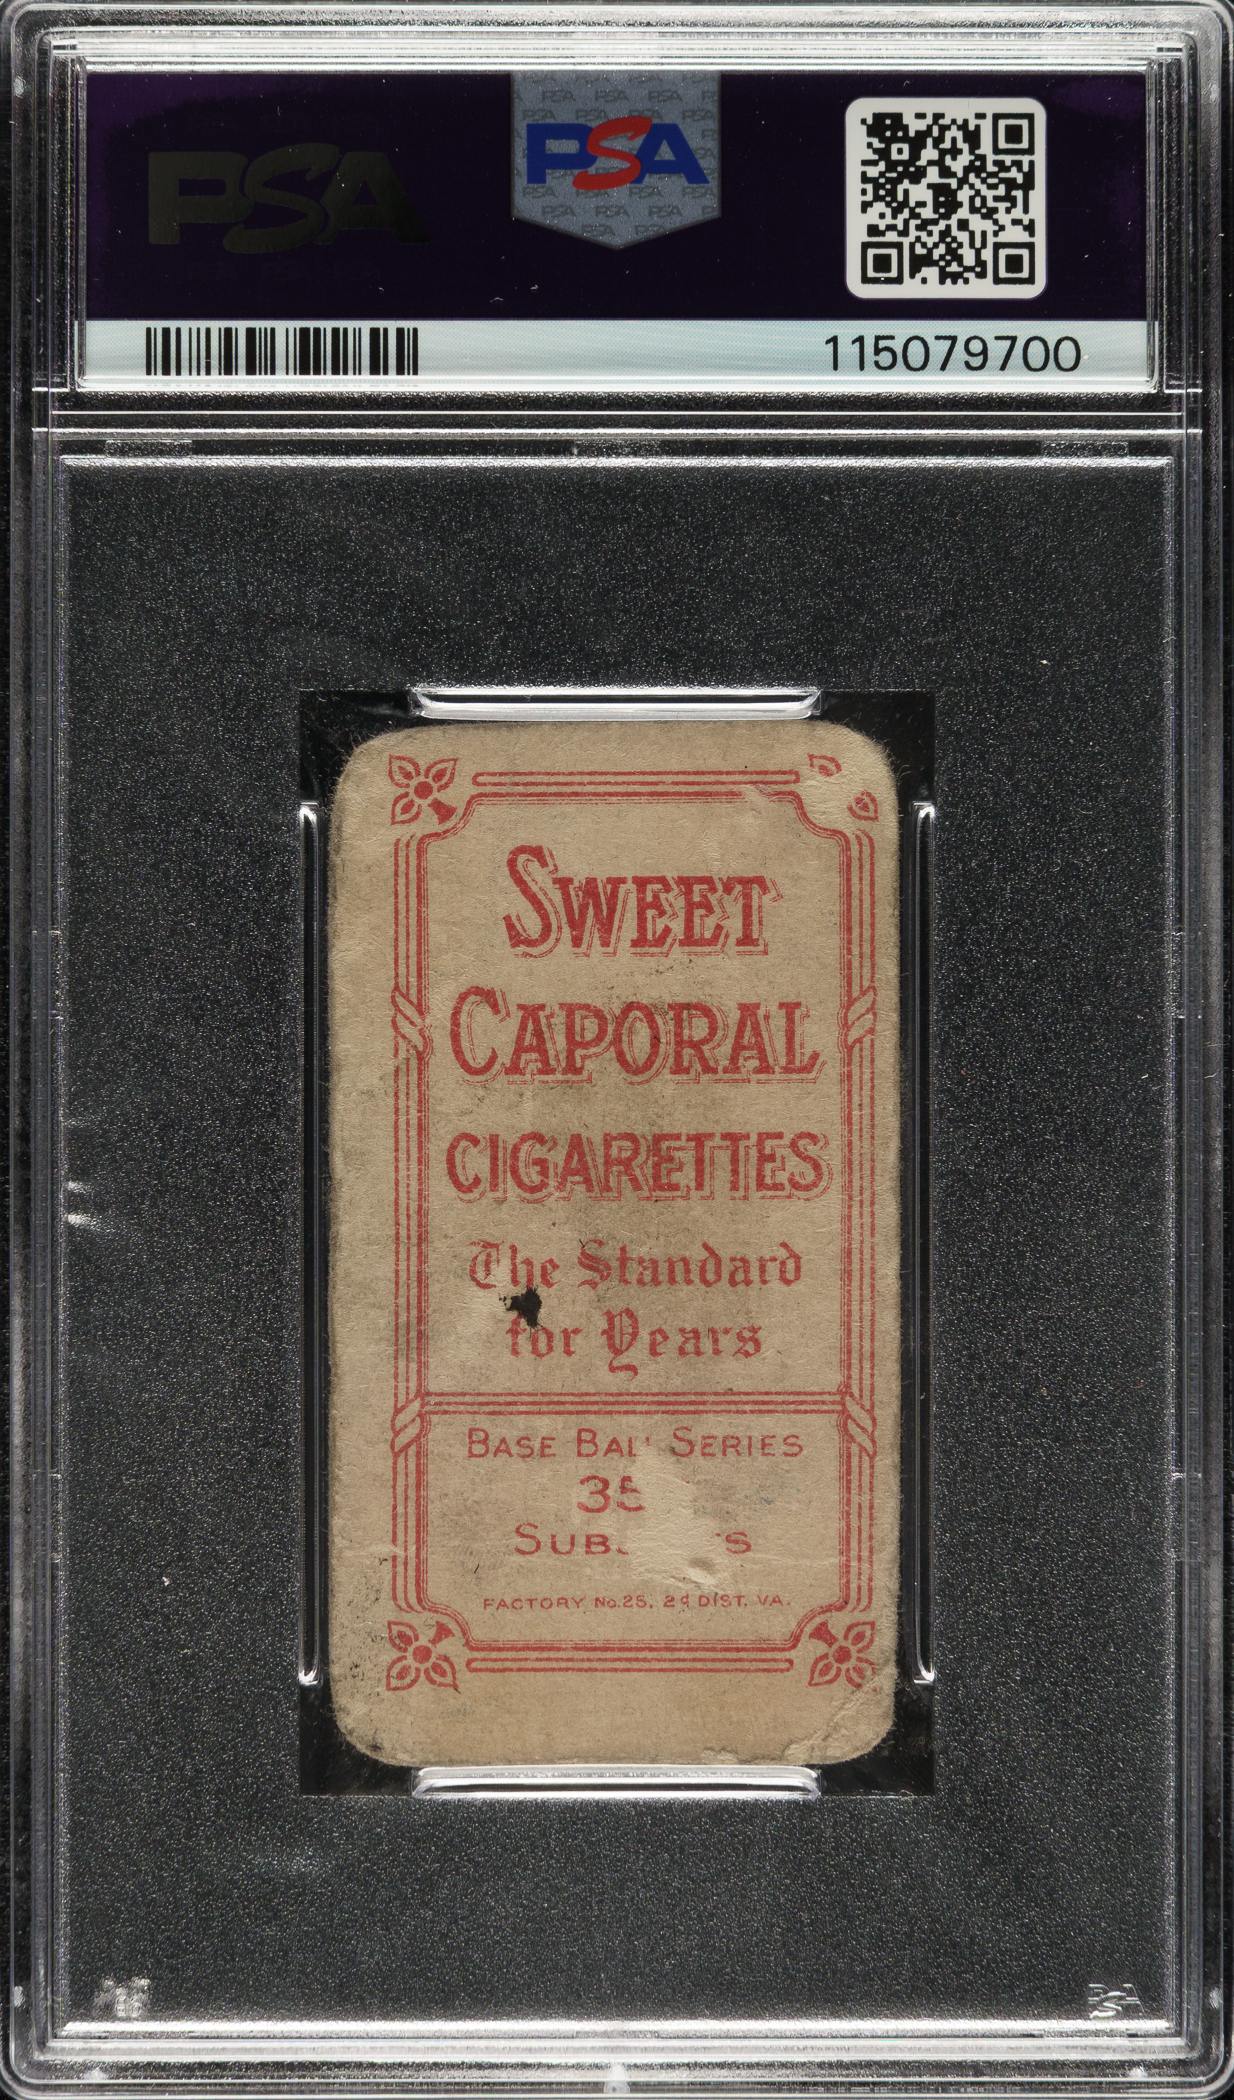 PSA
PSA
115079700
SWEET
CAPORAL
CIGARETTES
The Standard
for Years
BASE BAL SERIES
35
FACTORY No. 25, 2d DIST. VA.